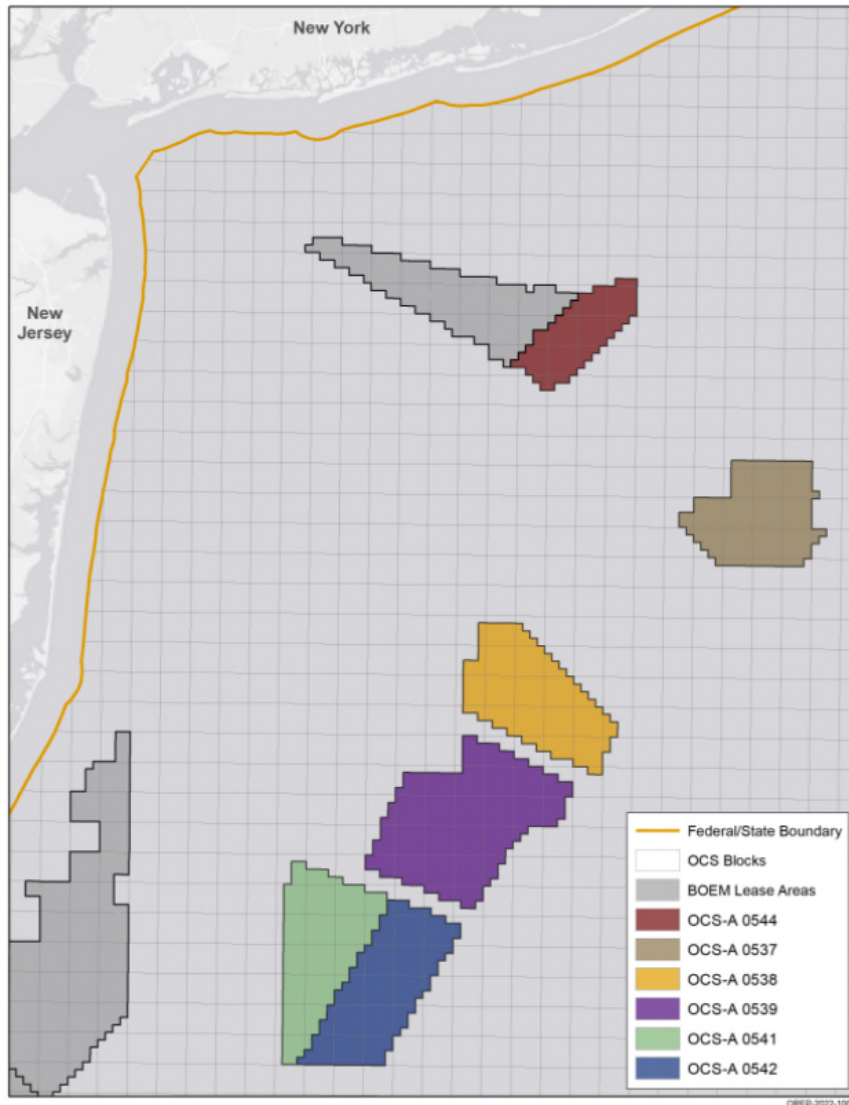 New York
New
Jersey
Federal/State Boundary
OCS Blocks
BOEM Lease Areas
OCS-A 0544
OCS-A 0537
OCS-A 0538
OCS-A 0539
OCS-A 0541
OCS-A 0542